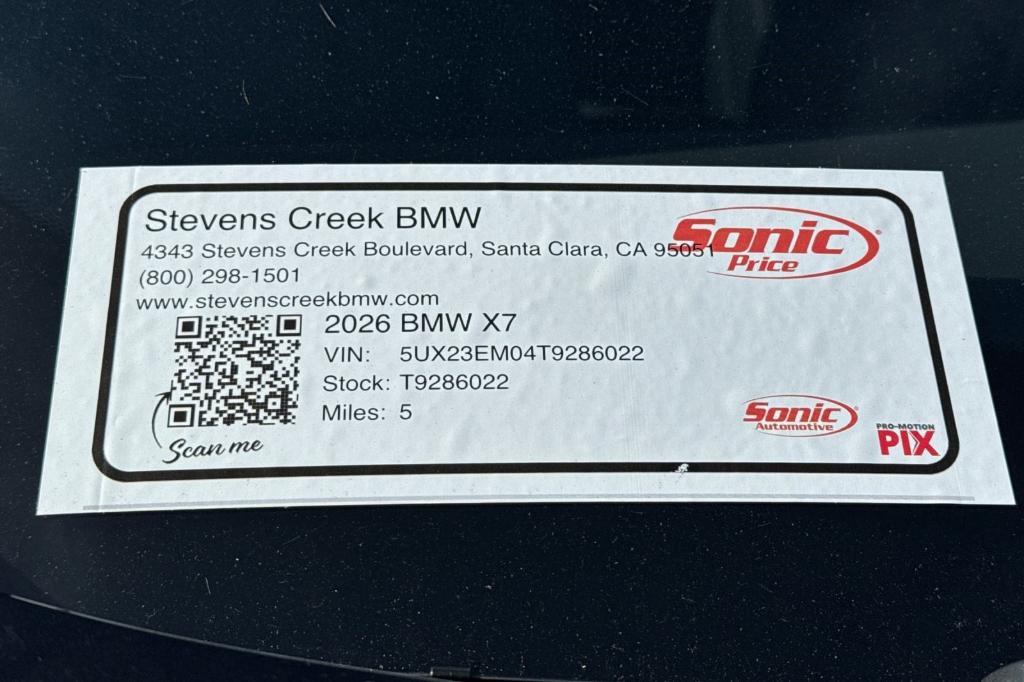 Stevens Creek BMW
4343 Stevens Creek Boulevard, Santa Clara, CA 95051
(800) 298-1501
www.stevenscreekbmw.com
Sonic
Price
2026 BMW X7
VIN: 5UX23EM04T9286022
Stock: T9286022
Miles: 5
Scan me
Sonic
Automotive
PRO-MOTION
PIX